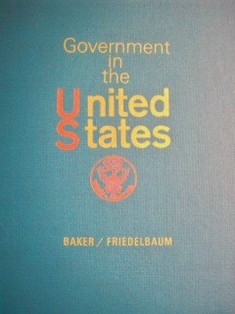 Government
in
the
United
States
BAKER / FRIEDELBAUM